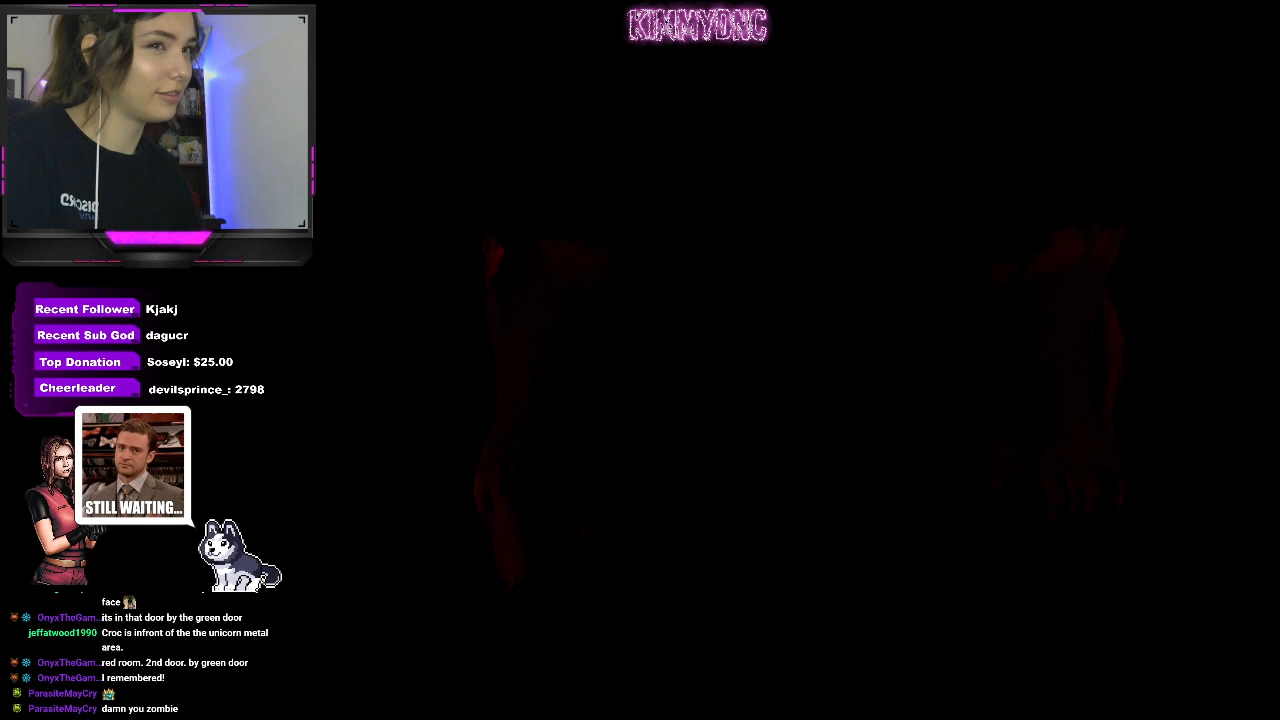 KIMMYDNC
DISCORD
Recent Follower Kjakj
Recent Sub God dagucr
Top Donation Soseyi: $25.00
Cheerleader devilsprince_: 2798
STILL WAITING...
face
OnyxTheGam.. its in that door by the green door
jeffatwood1990 Croc is infront of the the unicorn metal
area.
OnyxTheGam.. red room. 2nd door. by green door
OnyxTheGam.. I remembered!
ParasiteMayCry
ParasiteMayCry damn you zombie